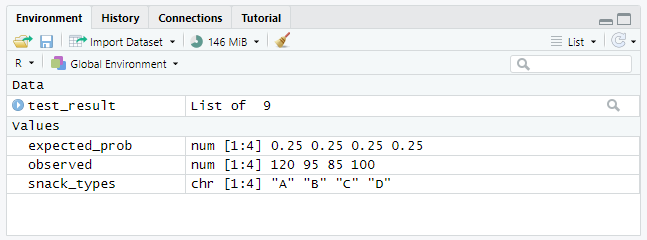 Environment History Connections Tutorial
Import Dataset 146 MiB List
R Global Environment
Data
test_result List of 9
Values
expected_prob num [1:4] 0.25 0.25 0.25 0.25
observed num [1:4] 120 95 85 100
snack_types chr [1:4] "A" "B" "C" "D"